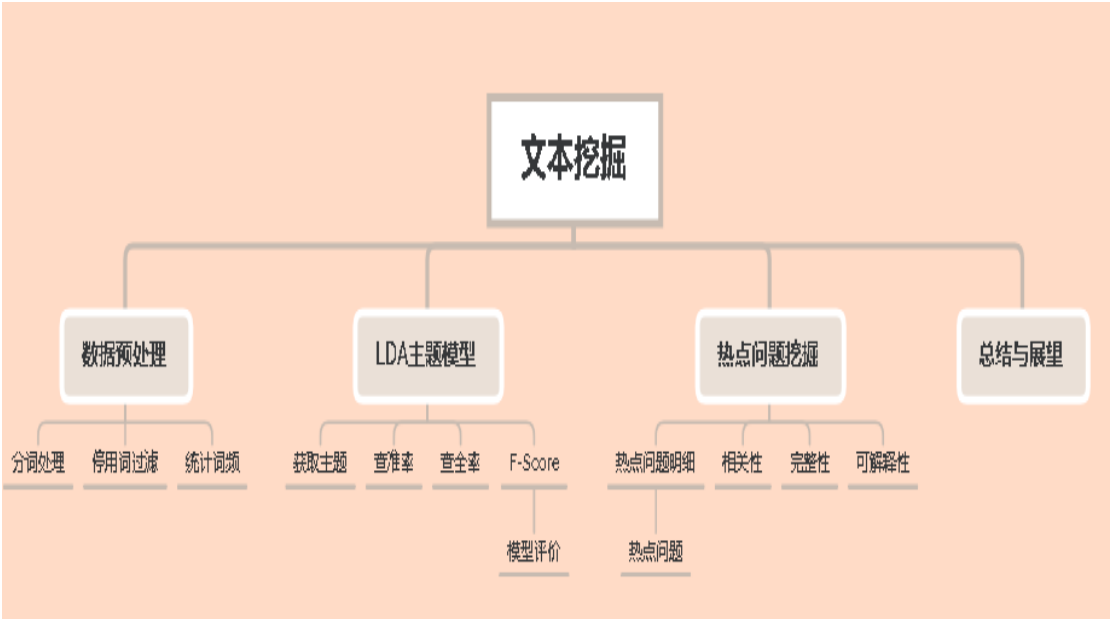 文本挖掘
数据预处理
LDA主题模型
热点问题挖掘
总结与展望
分词处理
停用词过滤
统计词频
获取主题
查准率
查全率
F-Score
热点问题明细
相关性
完整性
可解释性
模型评价
热点问题